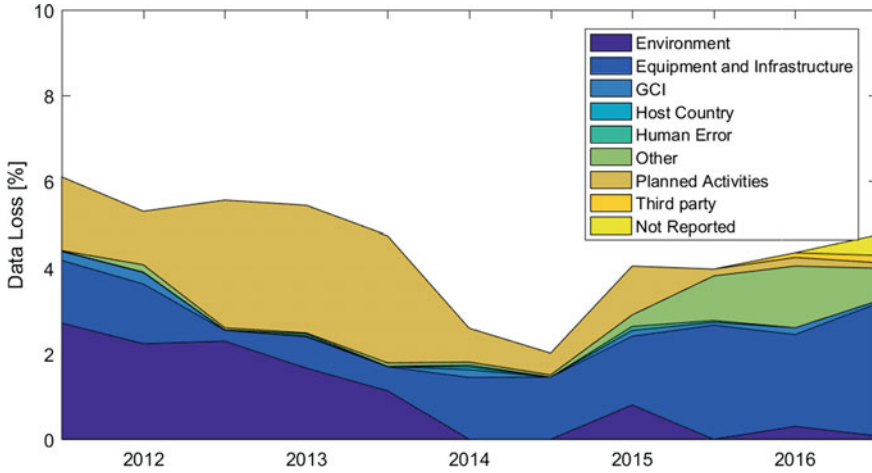 10
8
6
4
2
0
Data Loss [%]
Environment
Equipment and Infrastructure
GCI
Host Country
Human Error
Other
Planned Activities
Third party
Not Reported
2012 2013 2014 2015 2016